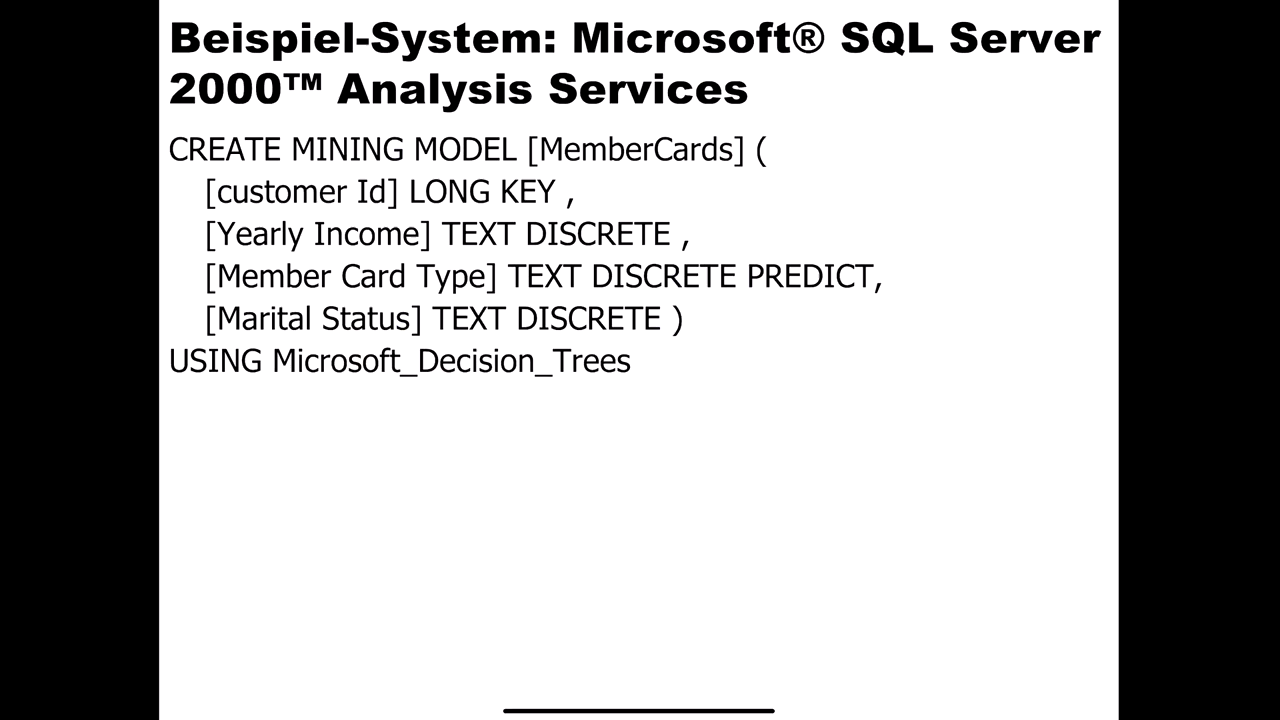 Beispiel-System: Microsoft® SQL Server
2000™ Analysis Services
CREATE MINING MODEL [MemberCards] (
[customer Id] LONG KEY ,
[Yearly Income] TEXT DISCRETE ,
[Member Card Type] TEXT DISCRETE PREDICT,
[Marital Status] TEXT DISCRETE )
USING Microsoft_Decision_Trees